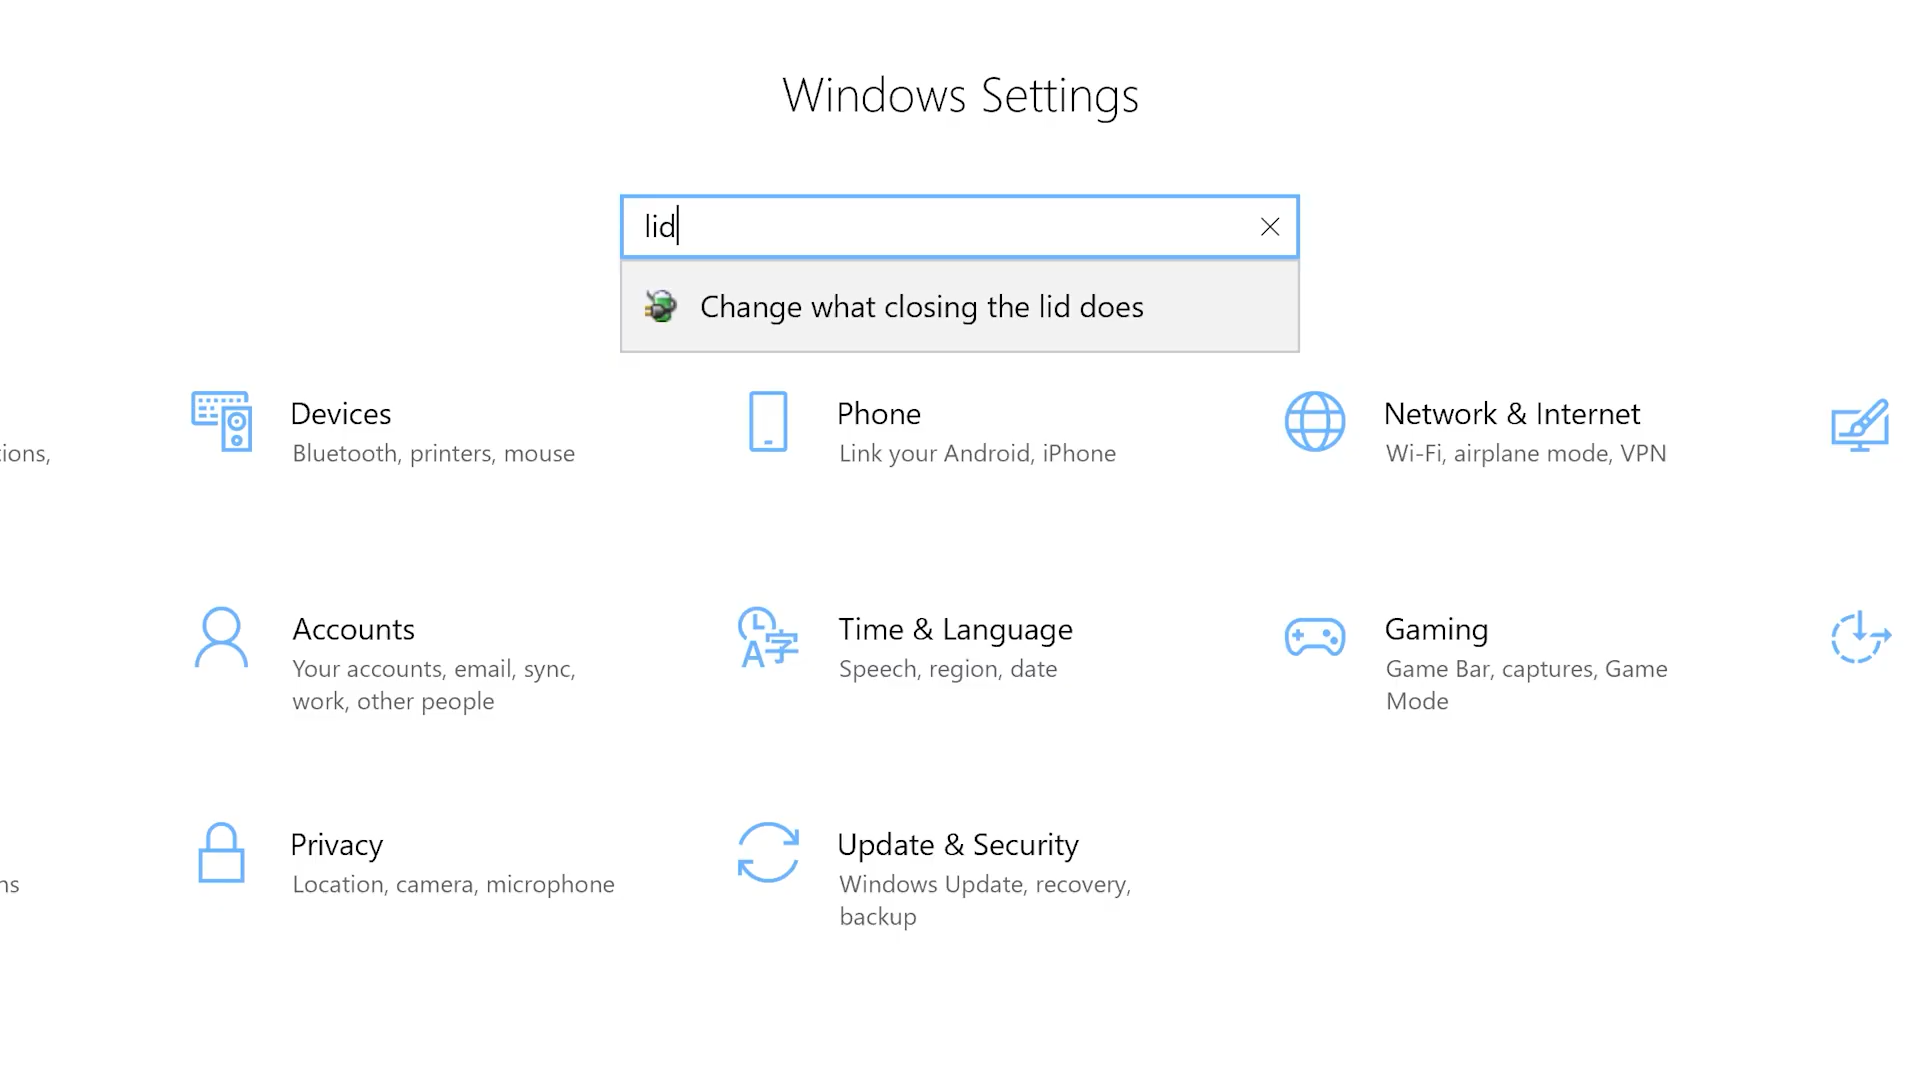 Windows Settings
lid
Change what closing the lid does
Devices
Phone
Network & Internet
ions,
Bluetooth, printers, mouse
Link your Android, iPhone
Wi-Fi, airplane mode, VPN
Accounts
Time & Language
Gaming
Your accounts, email, sync,
work, other people
Speech, region, date
Game Bar, captures, Game
Mode
Privacy
Update & Security
ns
Location, camera, microphone
Windows Update, recovery,
backup